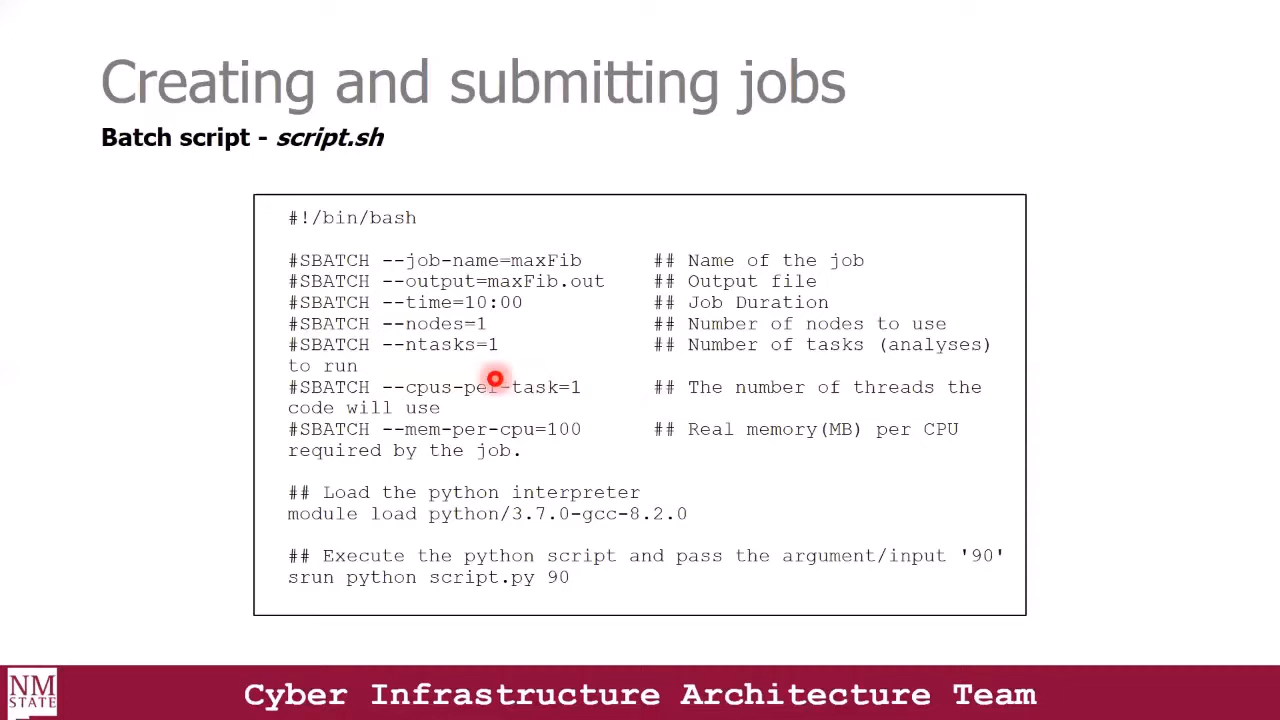 Creating and submitting jobs
Batch script - script.sh
#!/bin/bash
#SBATCH --job-name=maxFib ## Name of the job
#SBATCH --output=maxFib.out ## Output file
#SBATCH --time=10:00 ## Job Duration
#SBATCH --nodes=1 ## Number of nodes to use
#SBATCH --ntasks=1 ## Number of tasks (analyses)
to run
#SBATCH --cpus-per-task=1 ## The number of threads the
code will use
#SBATCH --mem-per-cpu=100 ## Real memory(MB) per CPU
required by the job.
## Load the python interpreter
module load python/3.7.0-gcc-8.2.0
## Execute the python script and pass the argument/input '90'
srun python script.py 90
NM
STATE
Cyber Infrastructure Architecture Team